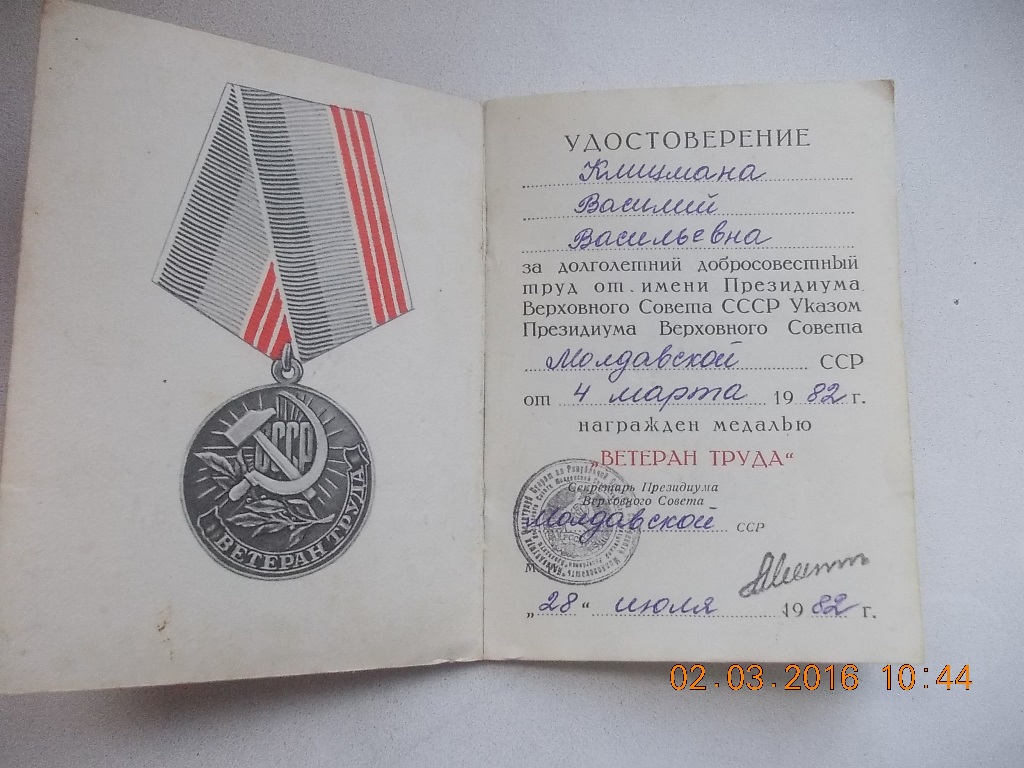 СССР
ВЕТЕРАН ТРУДА
УДОСТОВЕРЕНИЕ
Клицмана
Василий
Васильевна
за долголетний добросовестный
труд от имени Президиума
Верховного Совета СССР Указом
Президиума Верховного Совета
Молдавской ССР
от 4 марта 1982 г.
награжден медалью
„ВЕТЕРАН ТРУДА“
Секретарь Президиума
Верховного Совета
Молдавской ССР
„28“ июля 1982 г.
02.03.2016 10:44